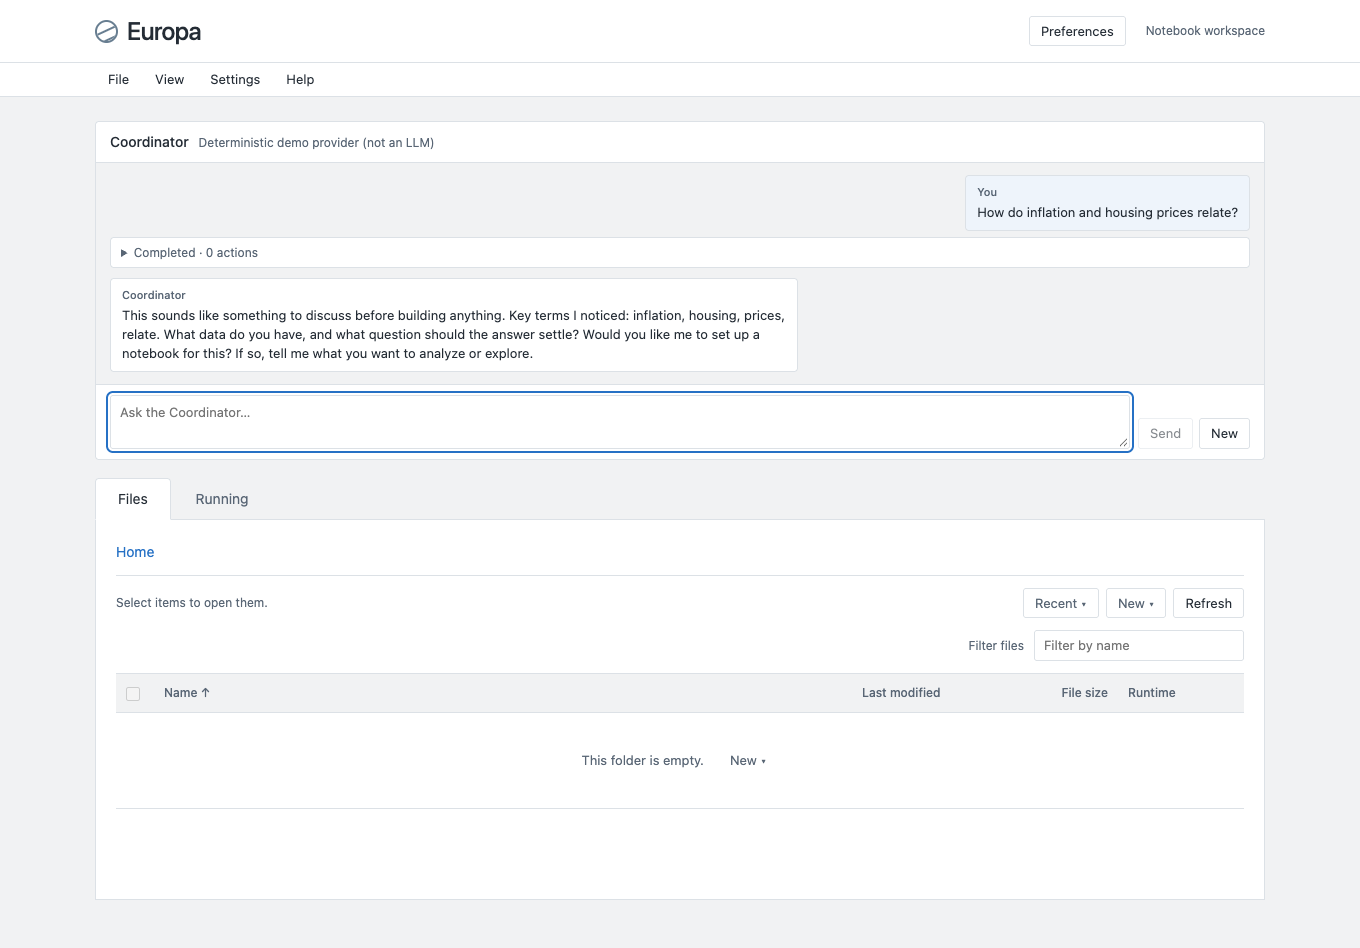 Europa
Preferences
Notebook workspace
File
View
Settings
Help
Coordinator
Deterministic demo provider (not an LLM)
You
How do inflation and housing prices relate?
Completed · 0 actions
Coordinator
This sounds like something to discuss before building anything. Key terms I noticed: inflation, housing, prices,
relate. What data do you have, and what question should the answer settle? Would you like me to set up a
notebook for this? If so, tell me what you want to analyze or explore.
Ask the Coordinator...
Send
New
Files
Running
Home
Select items to open them.
Recent
New
Refresh
Filter files
Filter by name
Name ↑
Last modified
File size
Runtime
This folder is empty.
New